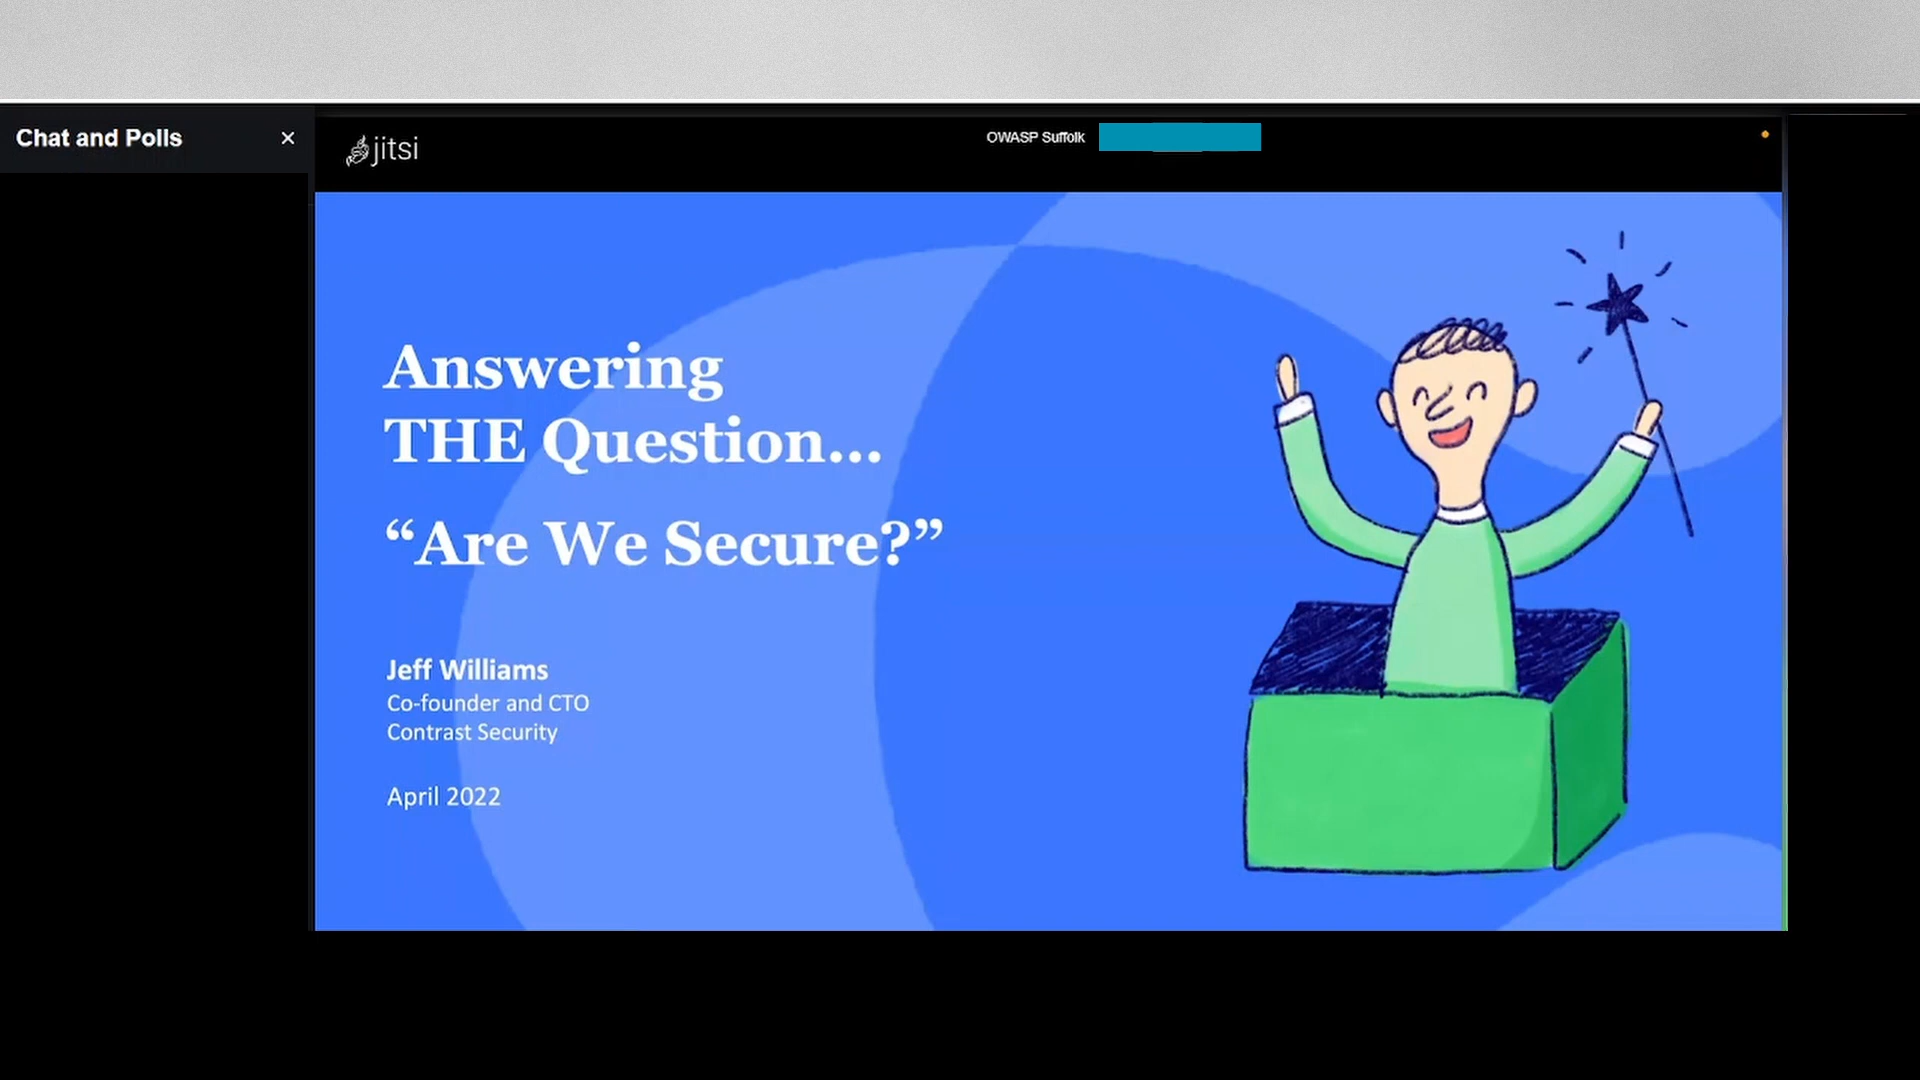 Chat and Polls
jitsi
OWASP Suffolk
Answering
THE Question...
“Are We Secure?”
Jeff Williams
Co-founder and CTO
Contrast Security
April 2022